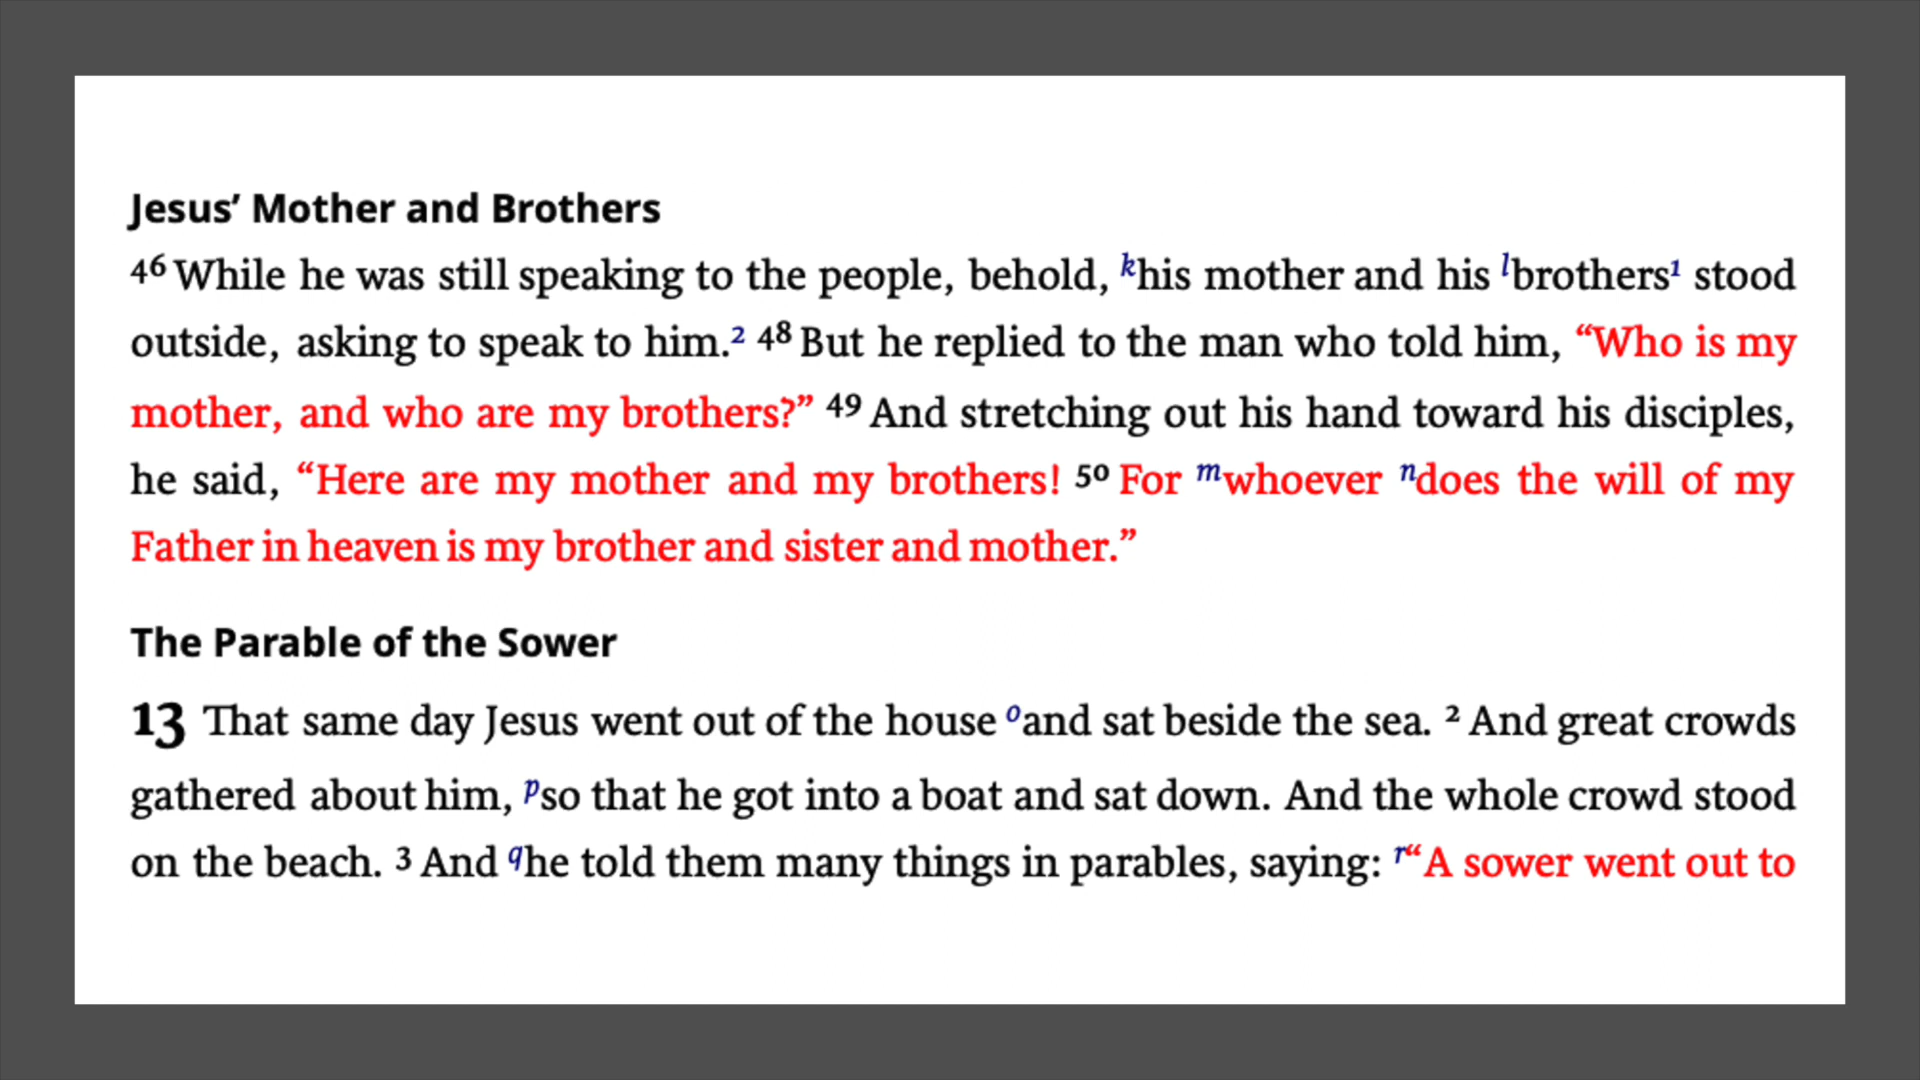 Jesus’ Mother and Brothers
46 While he was still speaking to the people, behold, k his mother and his l brothers1 stood
outside, asking to speak to him.2 48 But he replied to the man who told him, “Who is my
mother, and who are my brothers?” 49 And stretching out his hand toward his disciples,
he said, “Here are my mother and my brothers! 50 For m whoever n does the will of my
Father in heaven is my brother and sister and mother.”
The Parable of the Sower
13 That same day Jesus went out of the house o and sat beside the sea. 2 And great crowds
gathered about him, p so that he got into a boat and sat down. And the whole crowd stood
on the beach. 3 And q he told them many things in parables, saying: r “A sower went out to